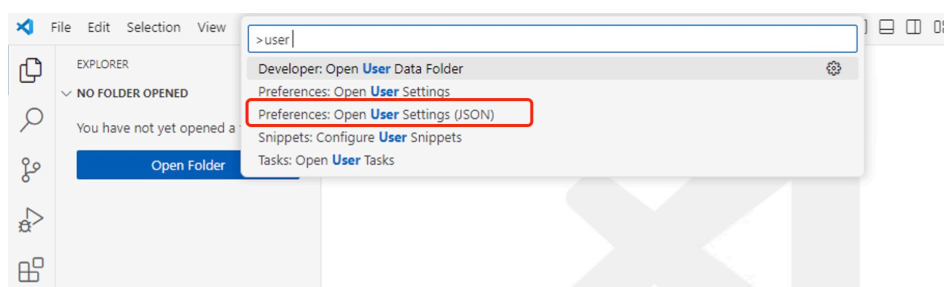 File Edit Selection View
>user
EXPLORER
NO FOLDER OPENED
You have not yet opened a
Open Folder
Developer: Open User Data Folder
Preferences: Open User Settings
Preferences: Open User Settings (JSON)
Snippets: Configure User Snippets
Tasks: Open User Tasks